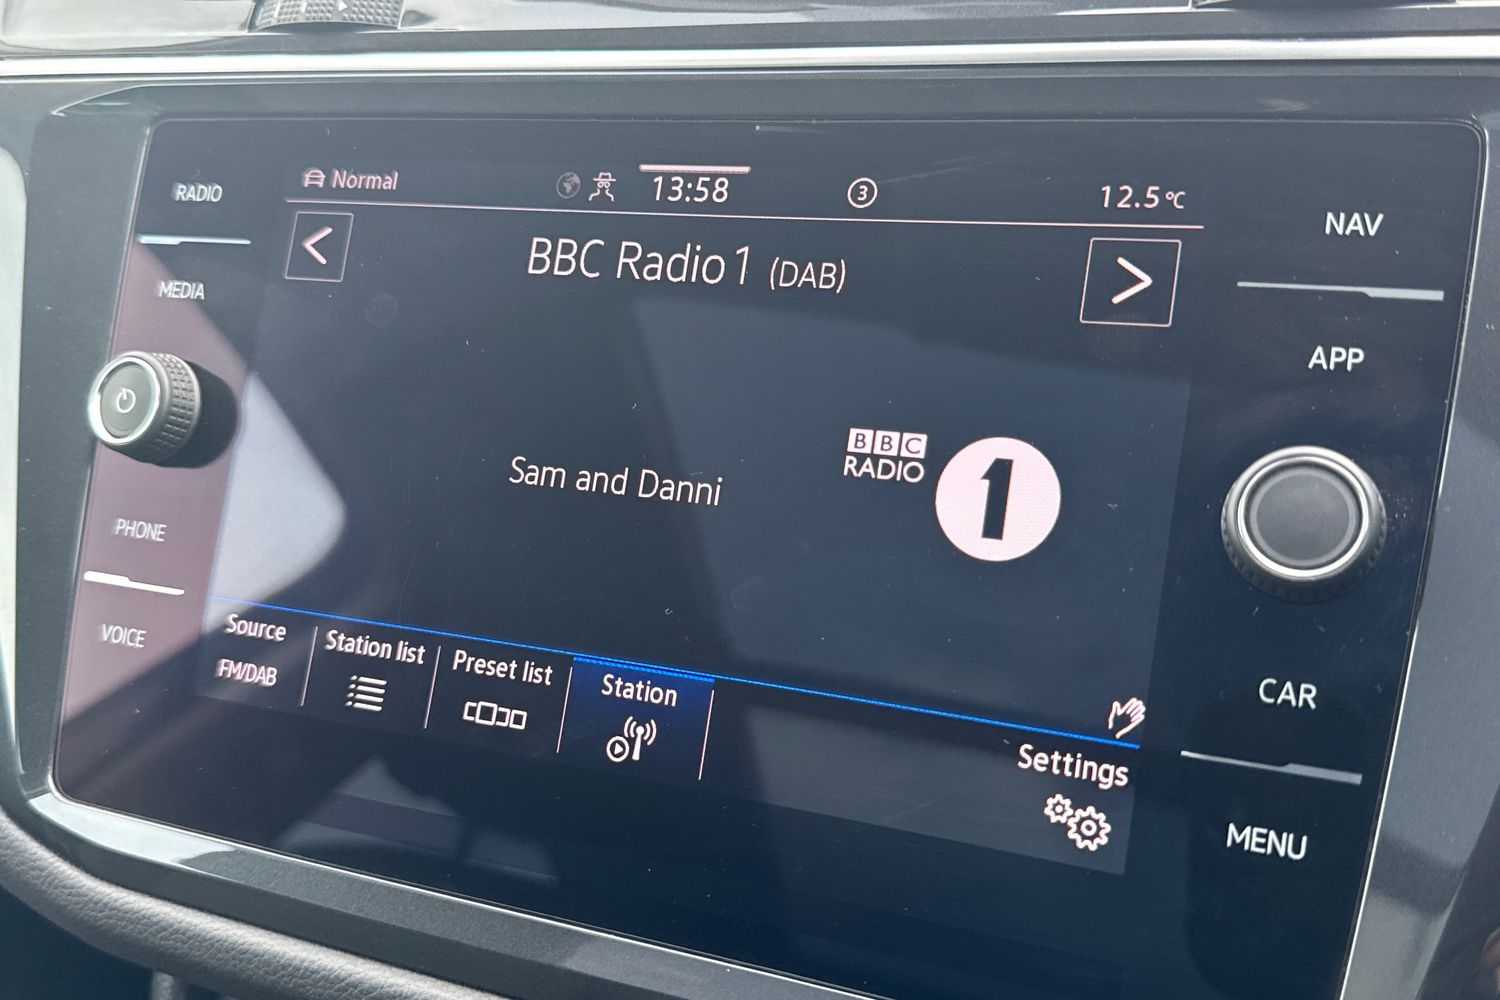 RADIO
MEDIA
PHONE
VOICE
Normal
13:58
3
12.5°C
BBC Radio 1 (DAB)
Sam and Danni
BBC
RADIO
1
Source
FM/DAB
Station list
Preset list
Station
Settings
NAV
APP
CAR
MENU